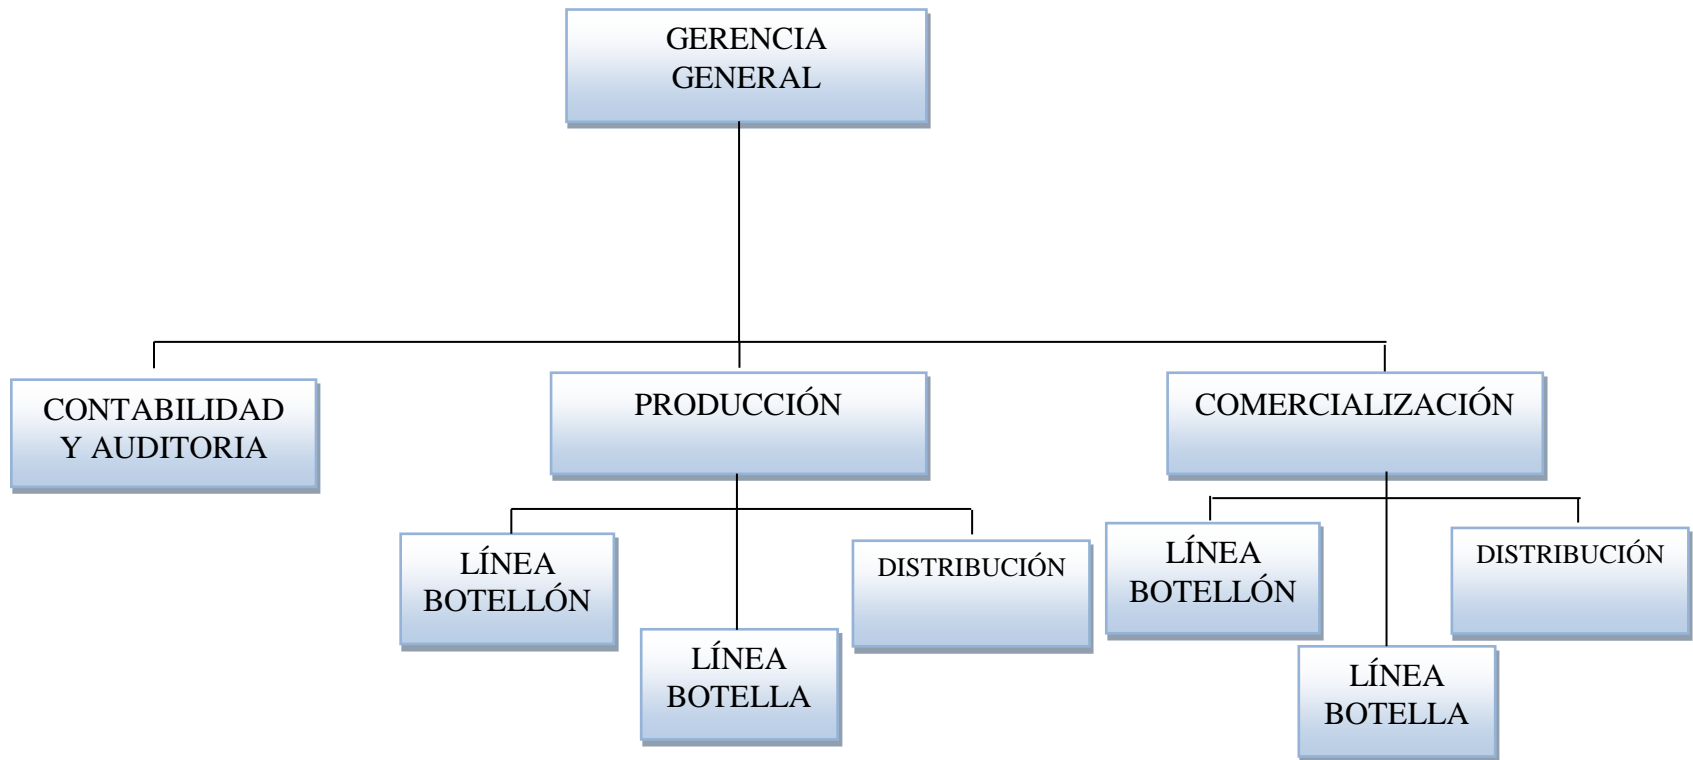 GERENCIA
GENERAL
CONTABILIDAD
Y AUDITORIA
PRODUCCIÓN
COMERCIALIZACIÓN
LÍNEA
BOTELLÓN
LÍNEA
BOTELLA
DISTRIBUCIÓN
LÍNEA
BOTELLÓN
LÍNEA
BOTELLA
DISTRIBUCIÓN